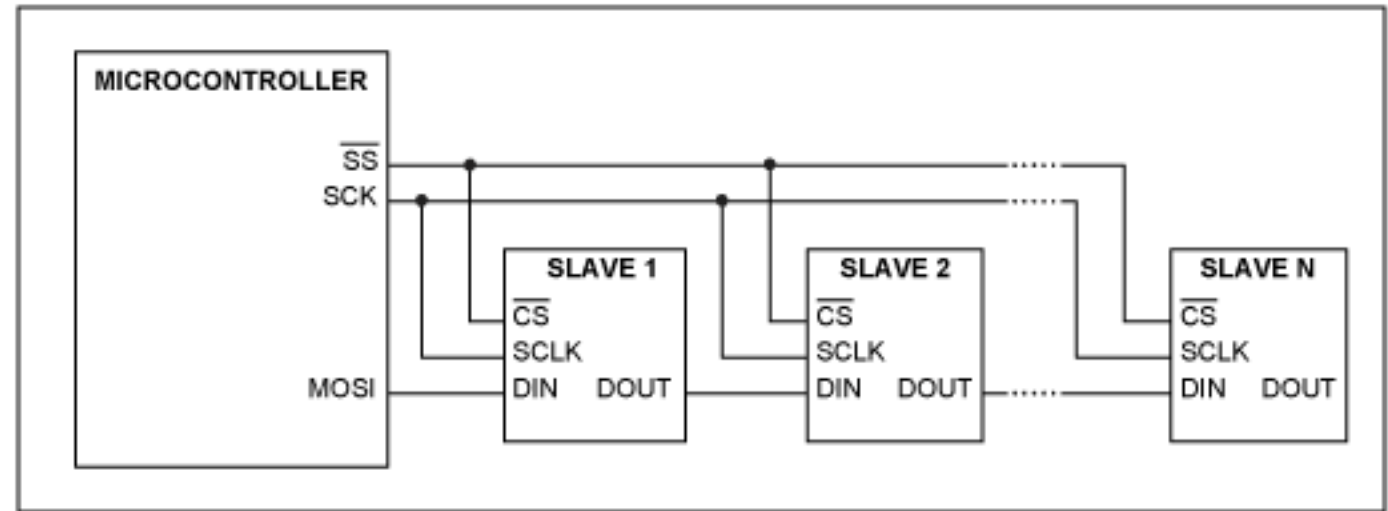 MICROCONTROLLER
SS
SCK
MOSI
SLAVE 1
CS
SCLK
DIN DOUT
SLAVE 2
CS
SCLK
DIN DOUT
SLAVE N
CS
SCLK
DIN DOUT